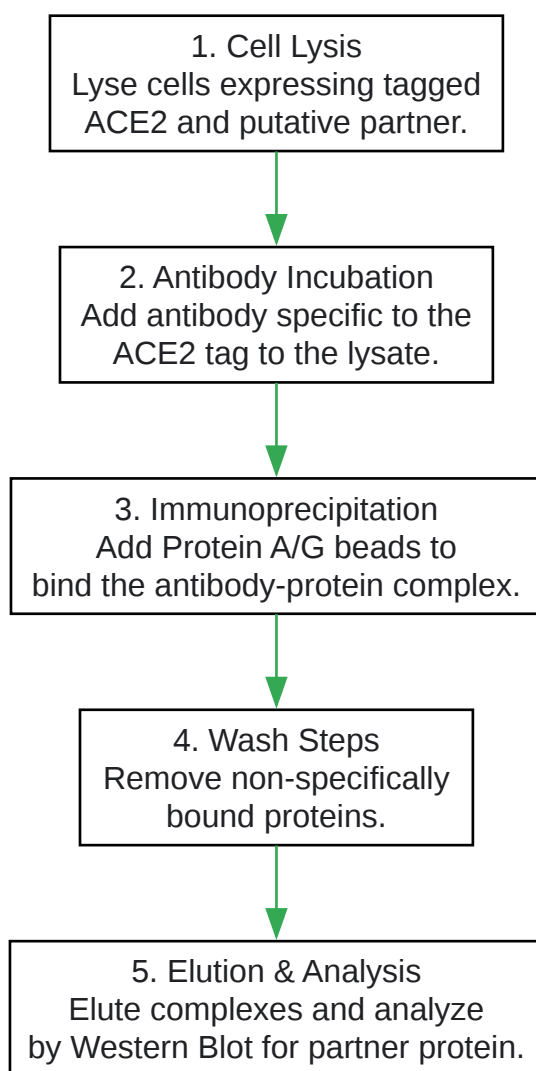 1. Cell Lysis
Lyse cells expressing tagged
ACE2 and putative partner.
2. Antibody Incubation
Add antibody specific to the
ACE2 tag to the lysate.
3. Immunoprecipitation
Add Protein A/G beads to
bind the antibody-protein complex.
4. Wash Steps
Remove non-specifically
bound proteins.
5. Elution & Analysis
Elute complexes and analyze
by Western Blot for partner protein.